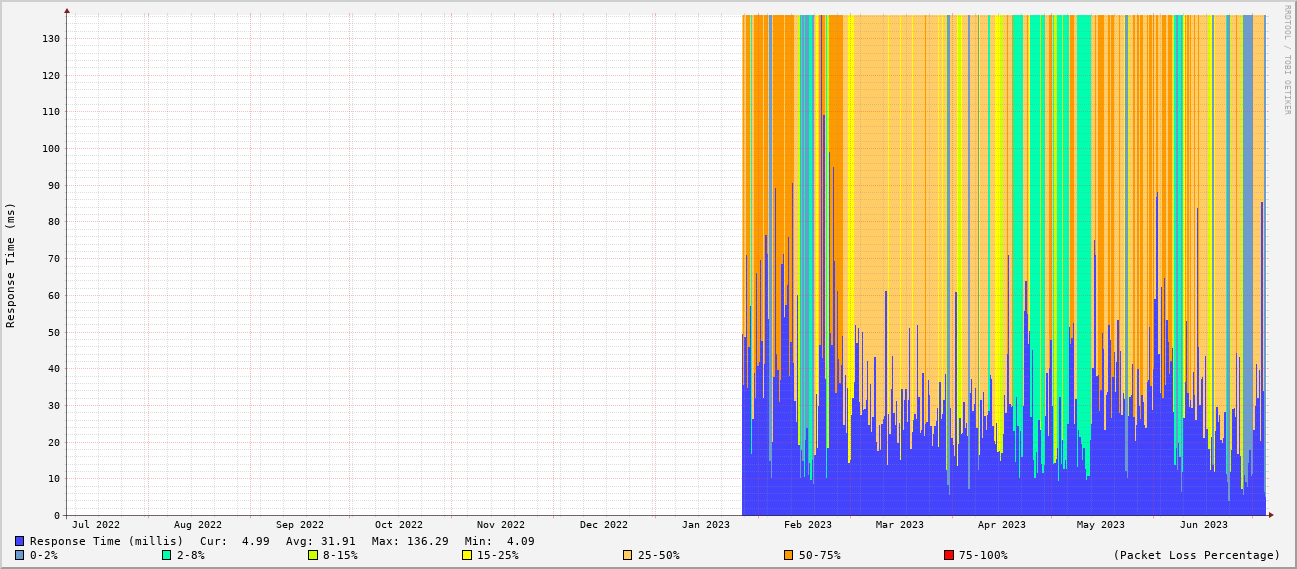 RRDTOOL / TOBI OETIKER
Response Time (ms)
130
120
110
100
90
80
70
60
50
40
30
20
10
0
Jul 2022 Aug 2022 Sep 2022 Oct 2022 Nov 2022 Dec 2022 Jan 2023 Feb 2023 Mar 2023 Apr 2023 May 2023 Jun 2023
Response Time (millis) Cur: 4.99 Avg: 31.91 Max: 136.29 Min: 4.09
0-2% 2-8% 8-15% 15-25% 25-50% 50-75% 75-100% (Packet Loss Percentage)